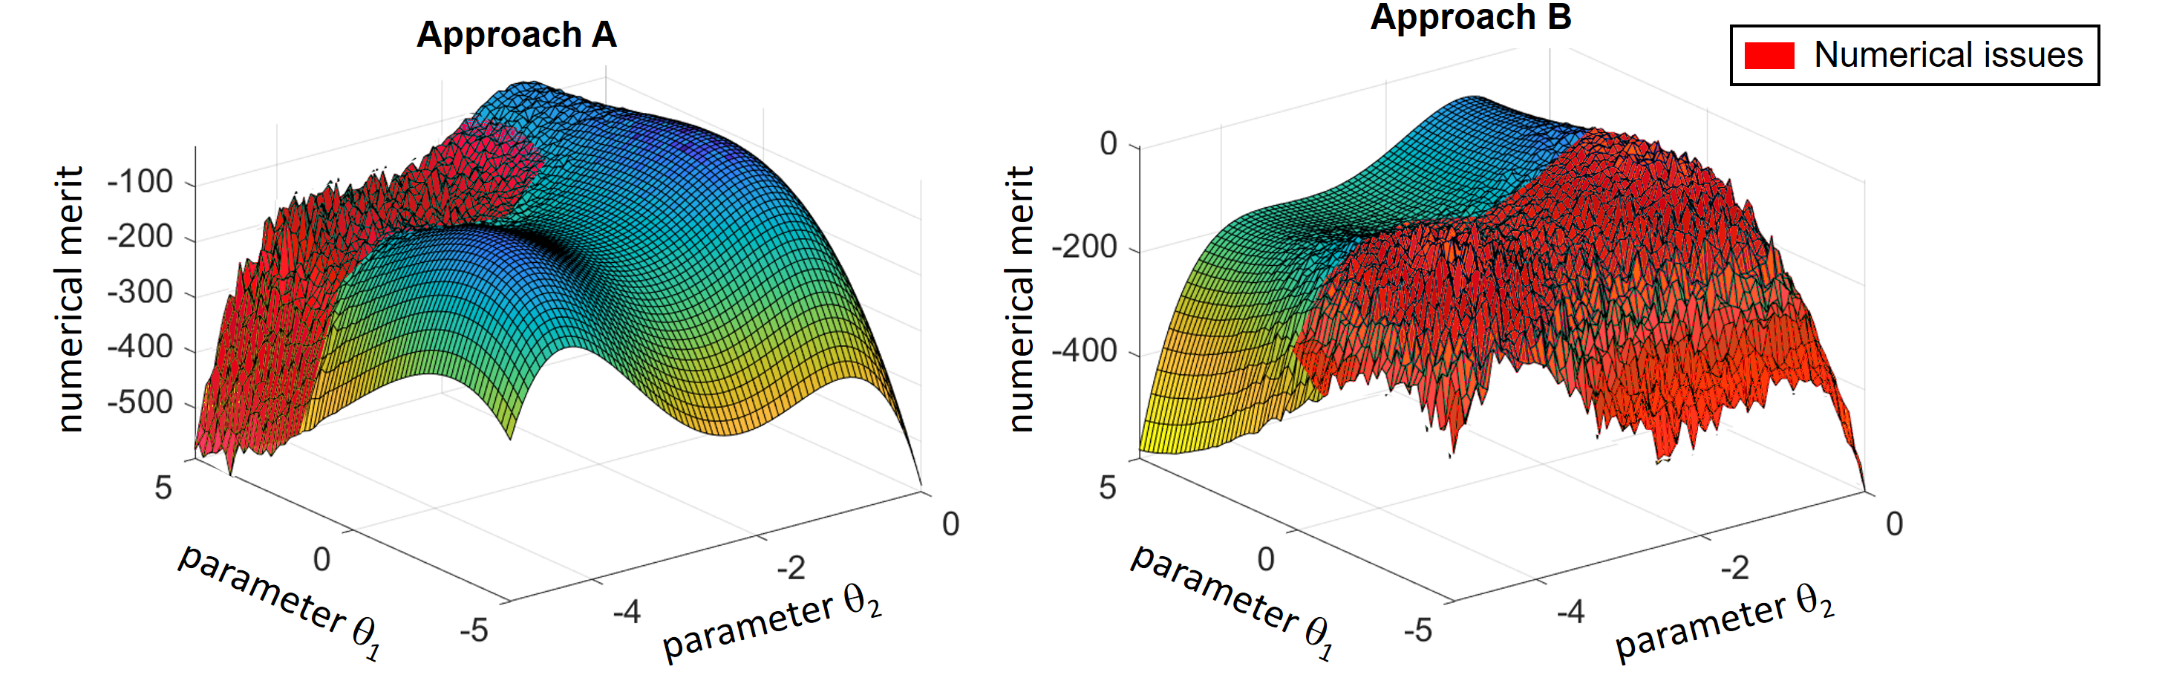 Approach A
numerical merit
-100
-200
-300
-400
-500
5
0
-5
parameter θ1
-4
-2
0
parameter θ2
Approach B
Numerical issues
numerical merit
0
-200
-400
5
0
-5
parameter θ1
-4
-2
0
parameter θ2